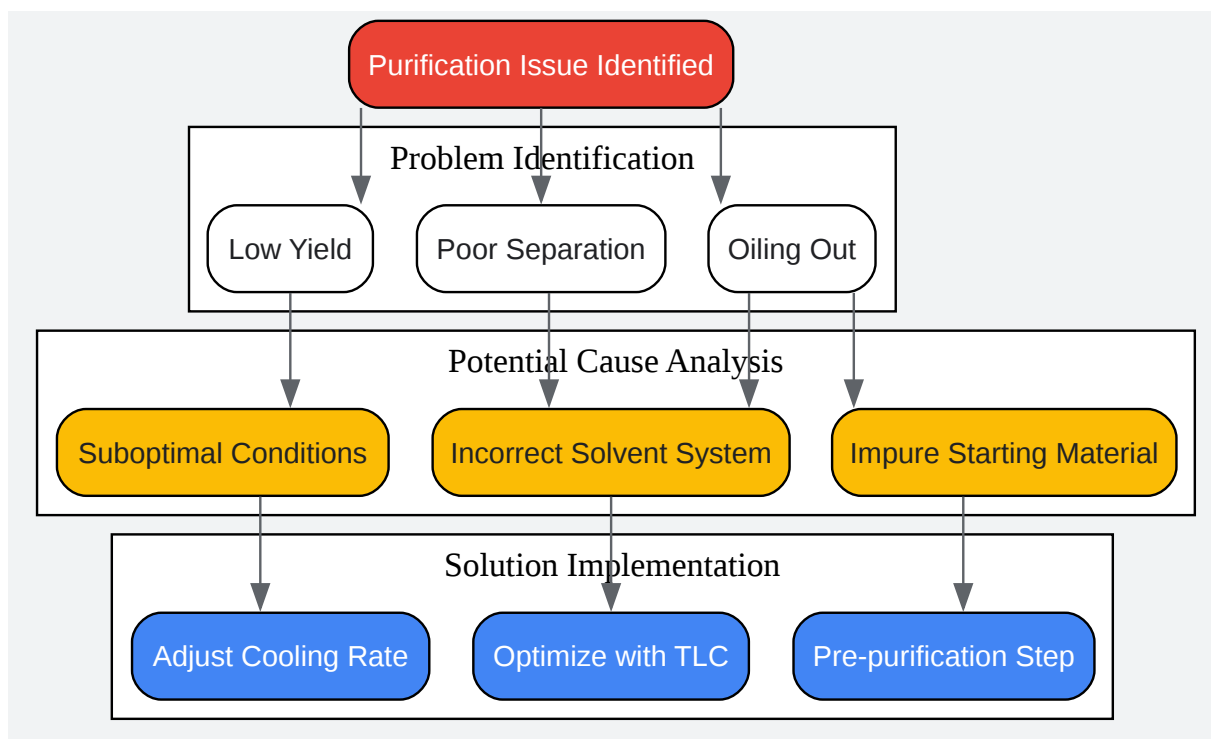 Purification Issue Identified
Problem Identification
Low Yield
Poor Separation
Oiling Out
Potential Cause Analysis
Suboptimal Conditions
Incorrect Solvent System
Impure Starting Material
Solution Implementation
Adjust Cooling Rate
Optimize with TLC
Pre-purification Step